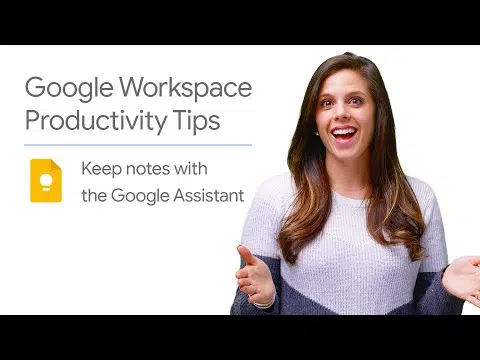 Google Workspace
Productivity Tips
Keep notes with
the Google Assistant